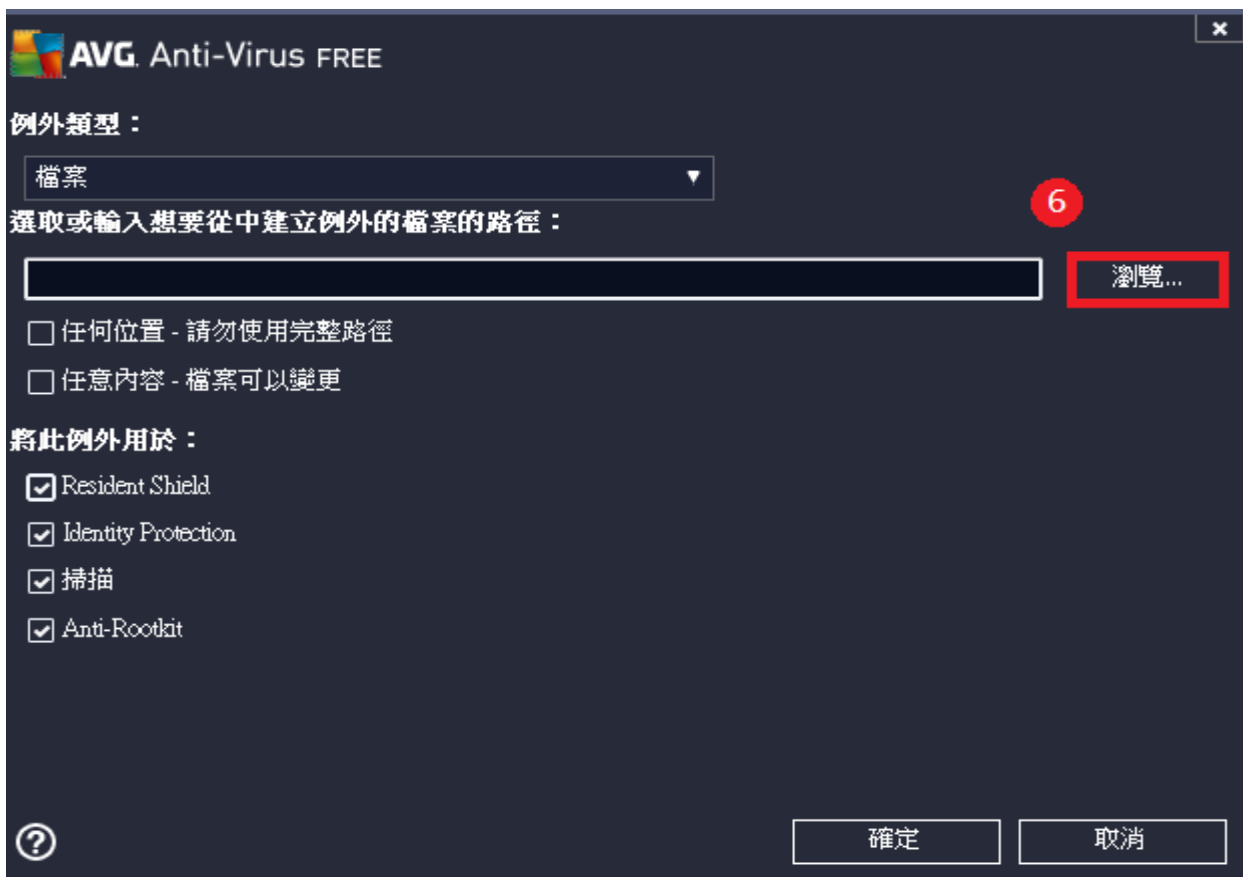 AVG. Anti-Virus FREE
×
例外類型：
檔案
▼
選取或輸入想要從中建立例外的檔案的路徑：
6
瀏覽...
任何位置 - 請勿使用完整路徑
任意內容 - 檔案可以變更
將此例外用於：
Resident Shield
Identity Protection
掃描
Anti-Rootkit
?
確定
取消